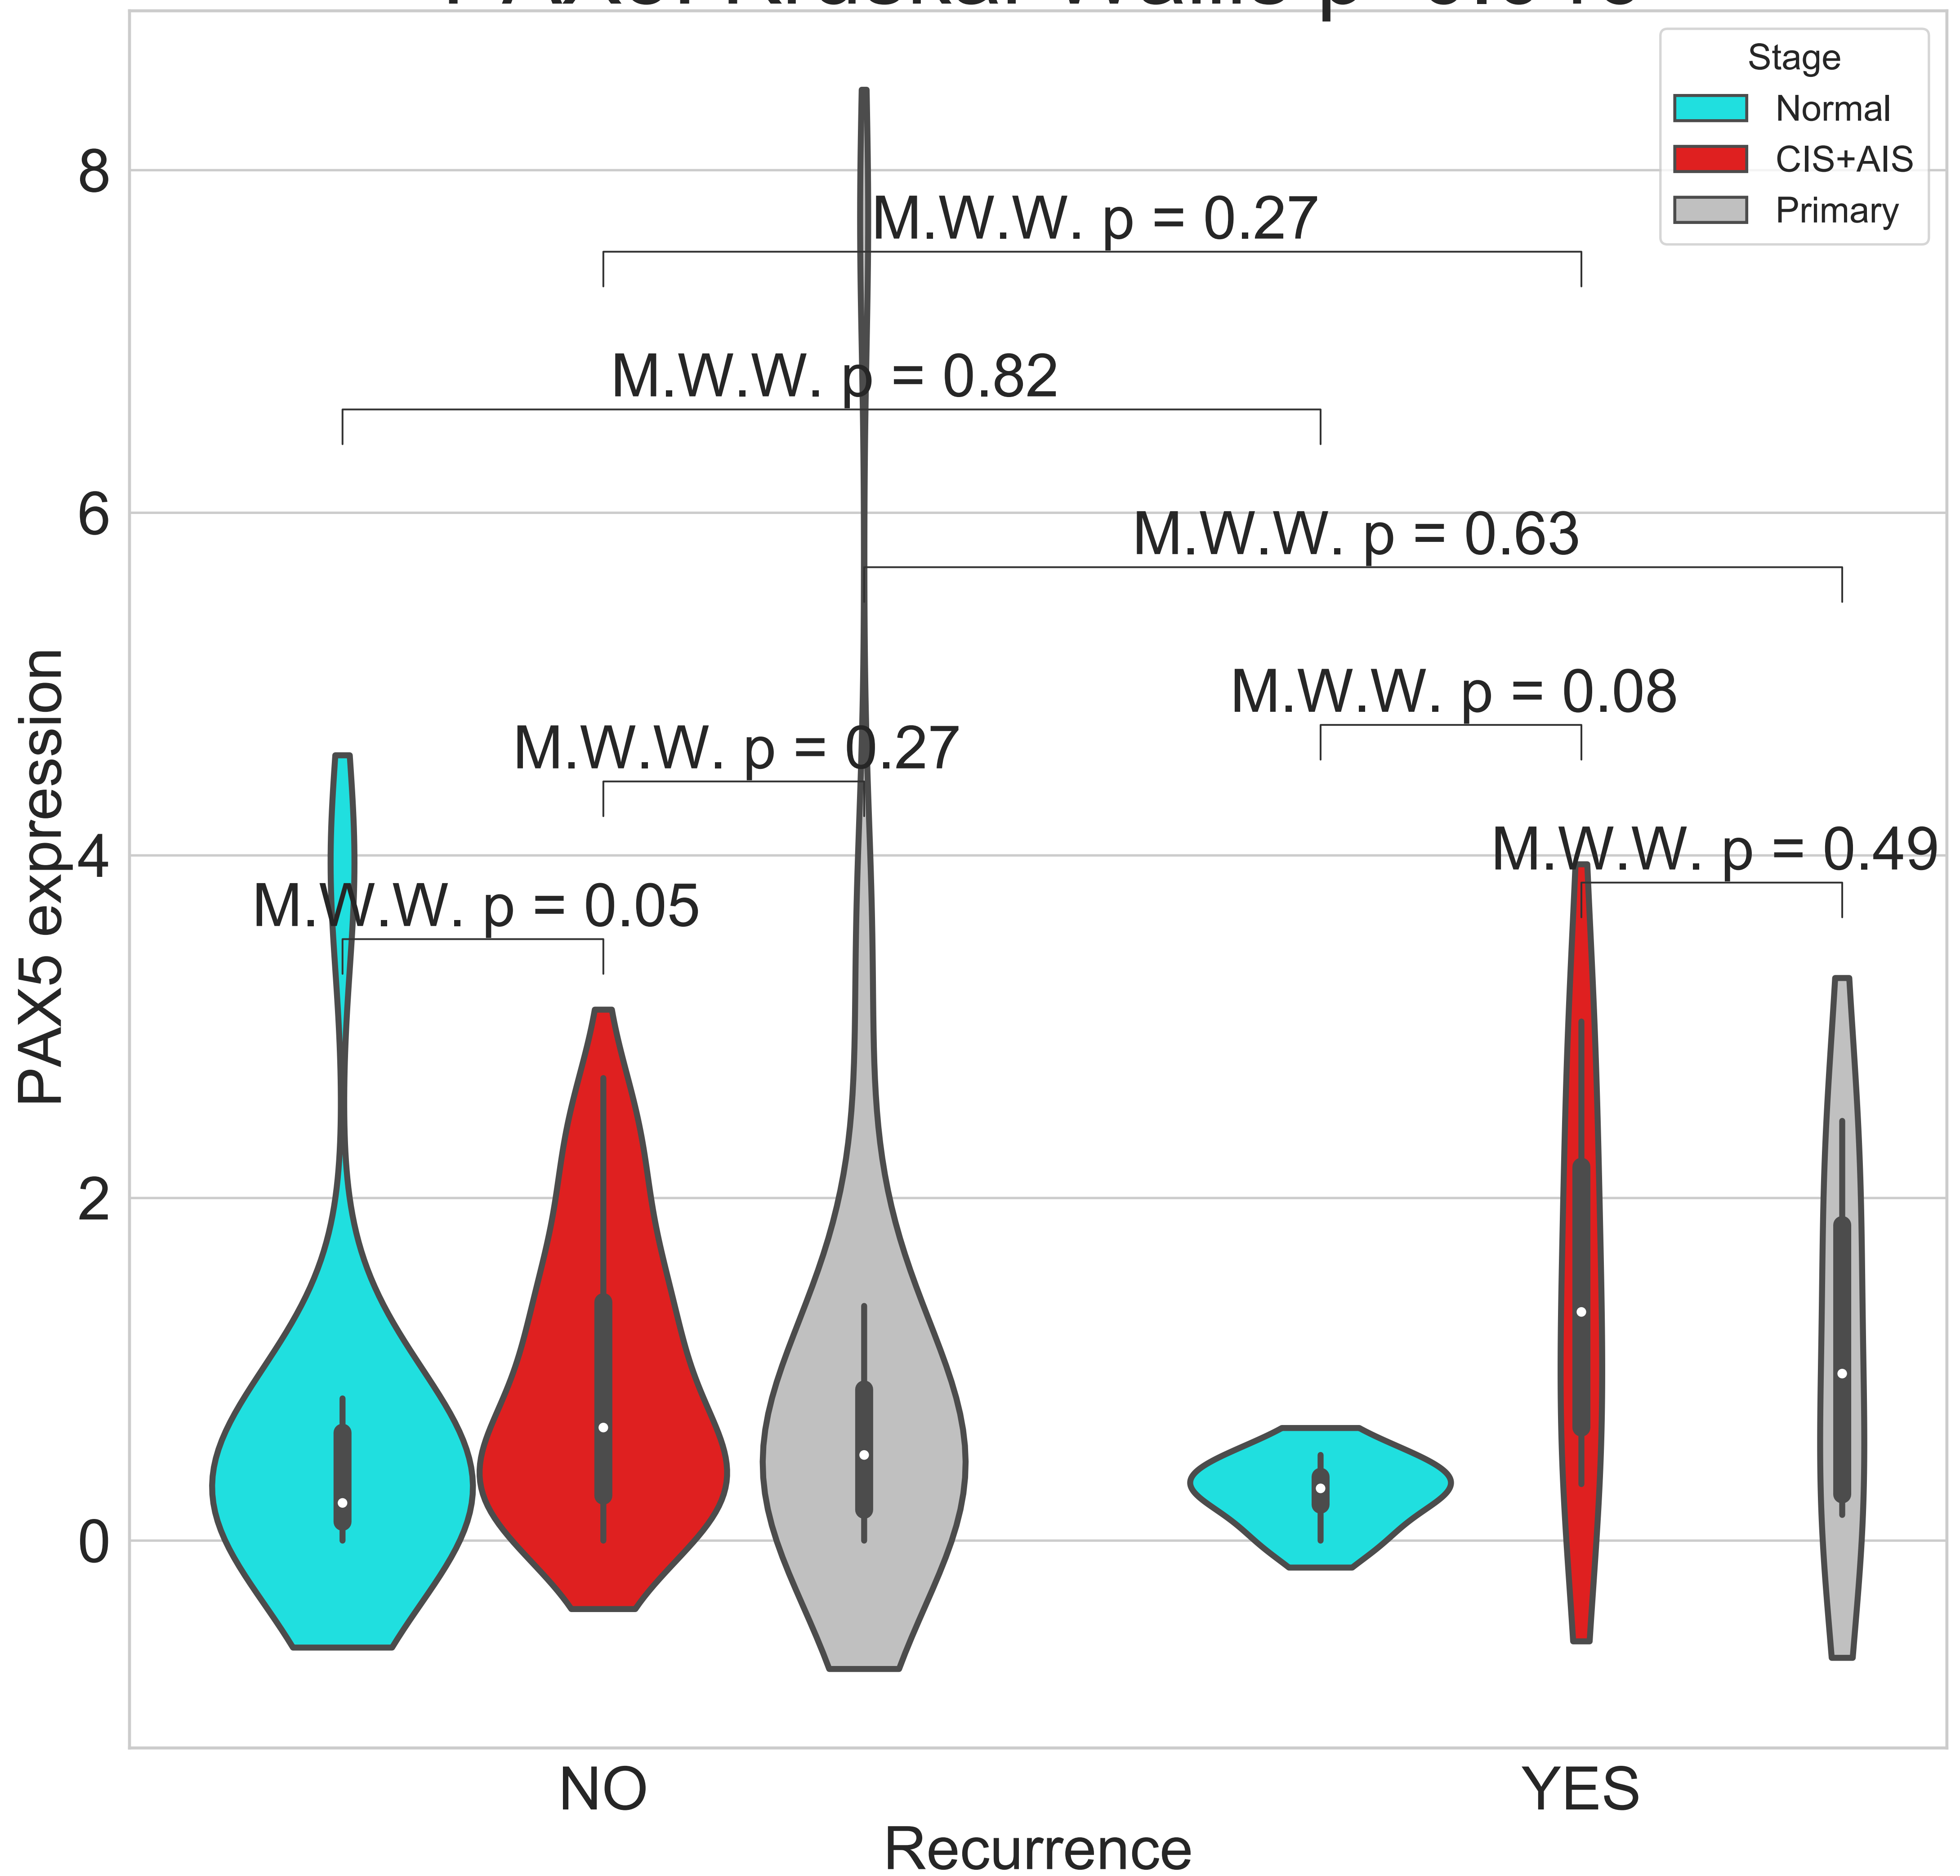 Stage
Normal
CIS+AIS
Primary
8
M.W.W. p = 0.27
M.W.W. p = 0.82
6
M.W.W. p = 0.63
M.W.W. p = 0.08
M.W.W. p = 0.27
4
M.W.W. p = 0.49
M.W.W. p = 0.05
PAX5 expression
2
0
NO
YES
Recurrence